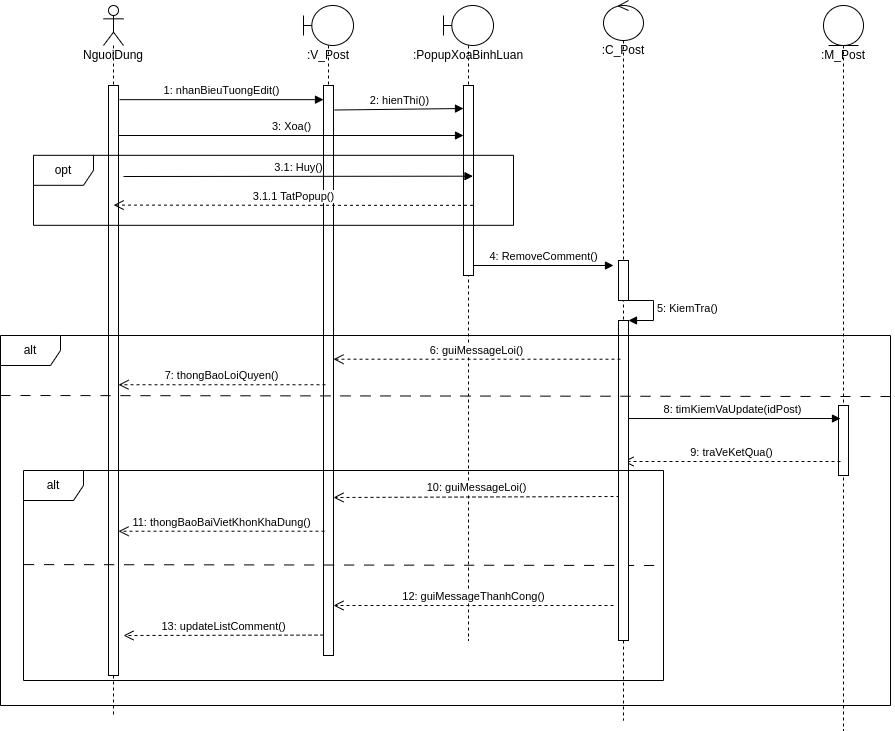 NguoiDung
:V_Post
:PopupXoaBinhLuan
:C_Post
:M_Post
1: nhanBieuTuongEdit()
2: hienThi())
3: Xoa()
opt
3.1: Huy()
3.1.1 TatPopup()
4: RemoveComment()
5: KiemTra()
alt
6: guiMessageLoi()
7: thongBaoLoiQuyen()
8: timKiemVaUpdate(idPost)
9: traVeKetQua()
alt
10: guiMessageLoi()
11: thongBaoBaiVietKhonKhaDung()
12: guiMessageThanhCong()
13: updateListComment()